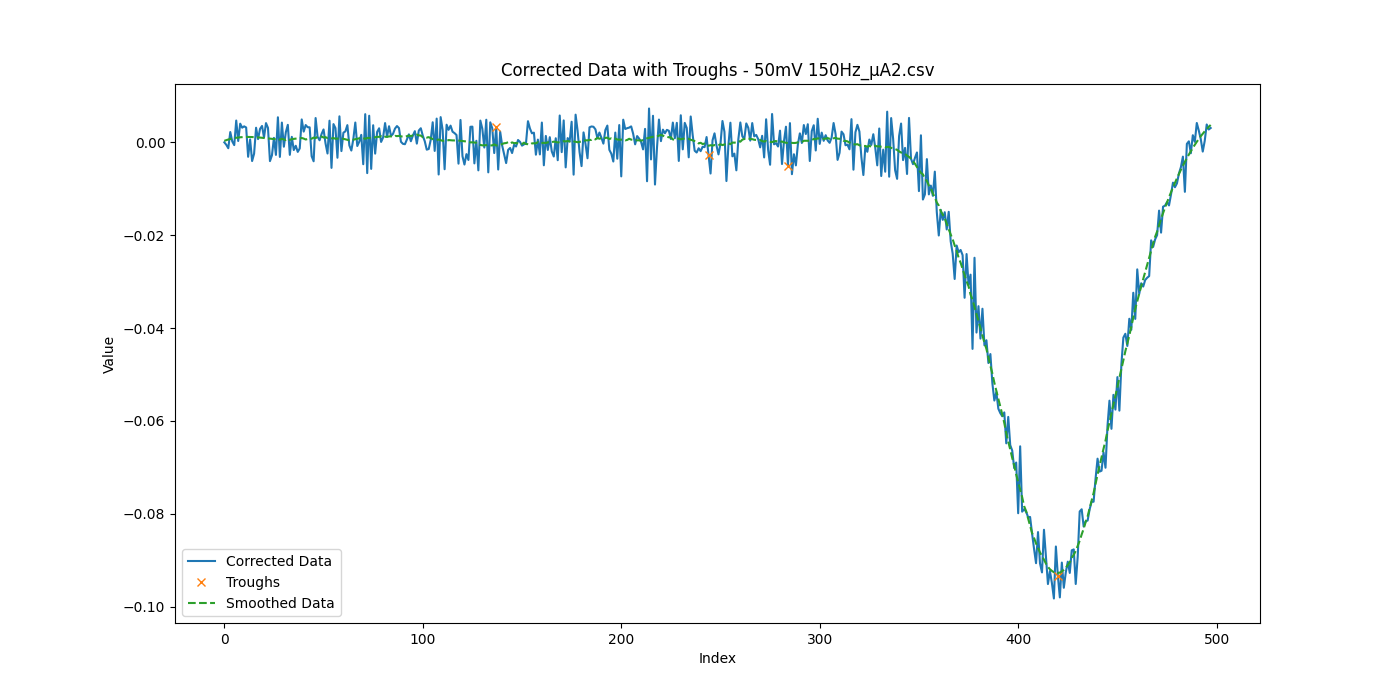 Corrected Data with Troughs - 50mV 150Hz_µA2.csv
0.00
−0.02
−0.04
−0.06
−0.08
−0.10
Value
Corrected Data
Troughs
Smoothed Data
0
100
200
300
400
500
Index